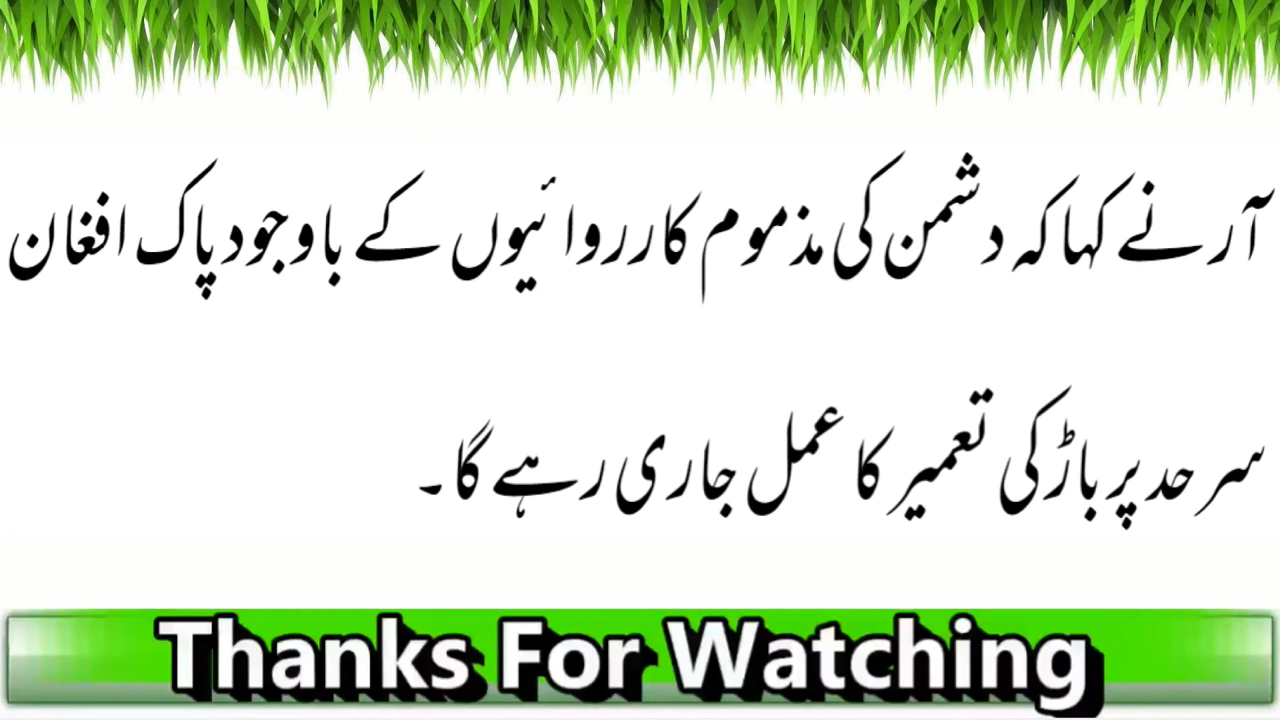 آر نے کہا کہ دشمن کی مذموم کارروائیوں کے باوجود پاک افغان
سرحد پر باڑ کی تعمیر کا عمل جاری رہے گا۔
Thanks For Watching